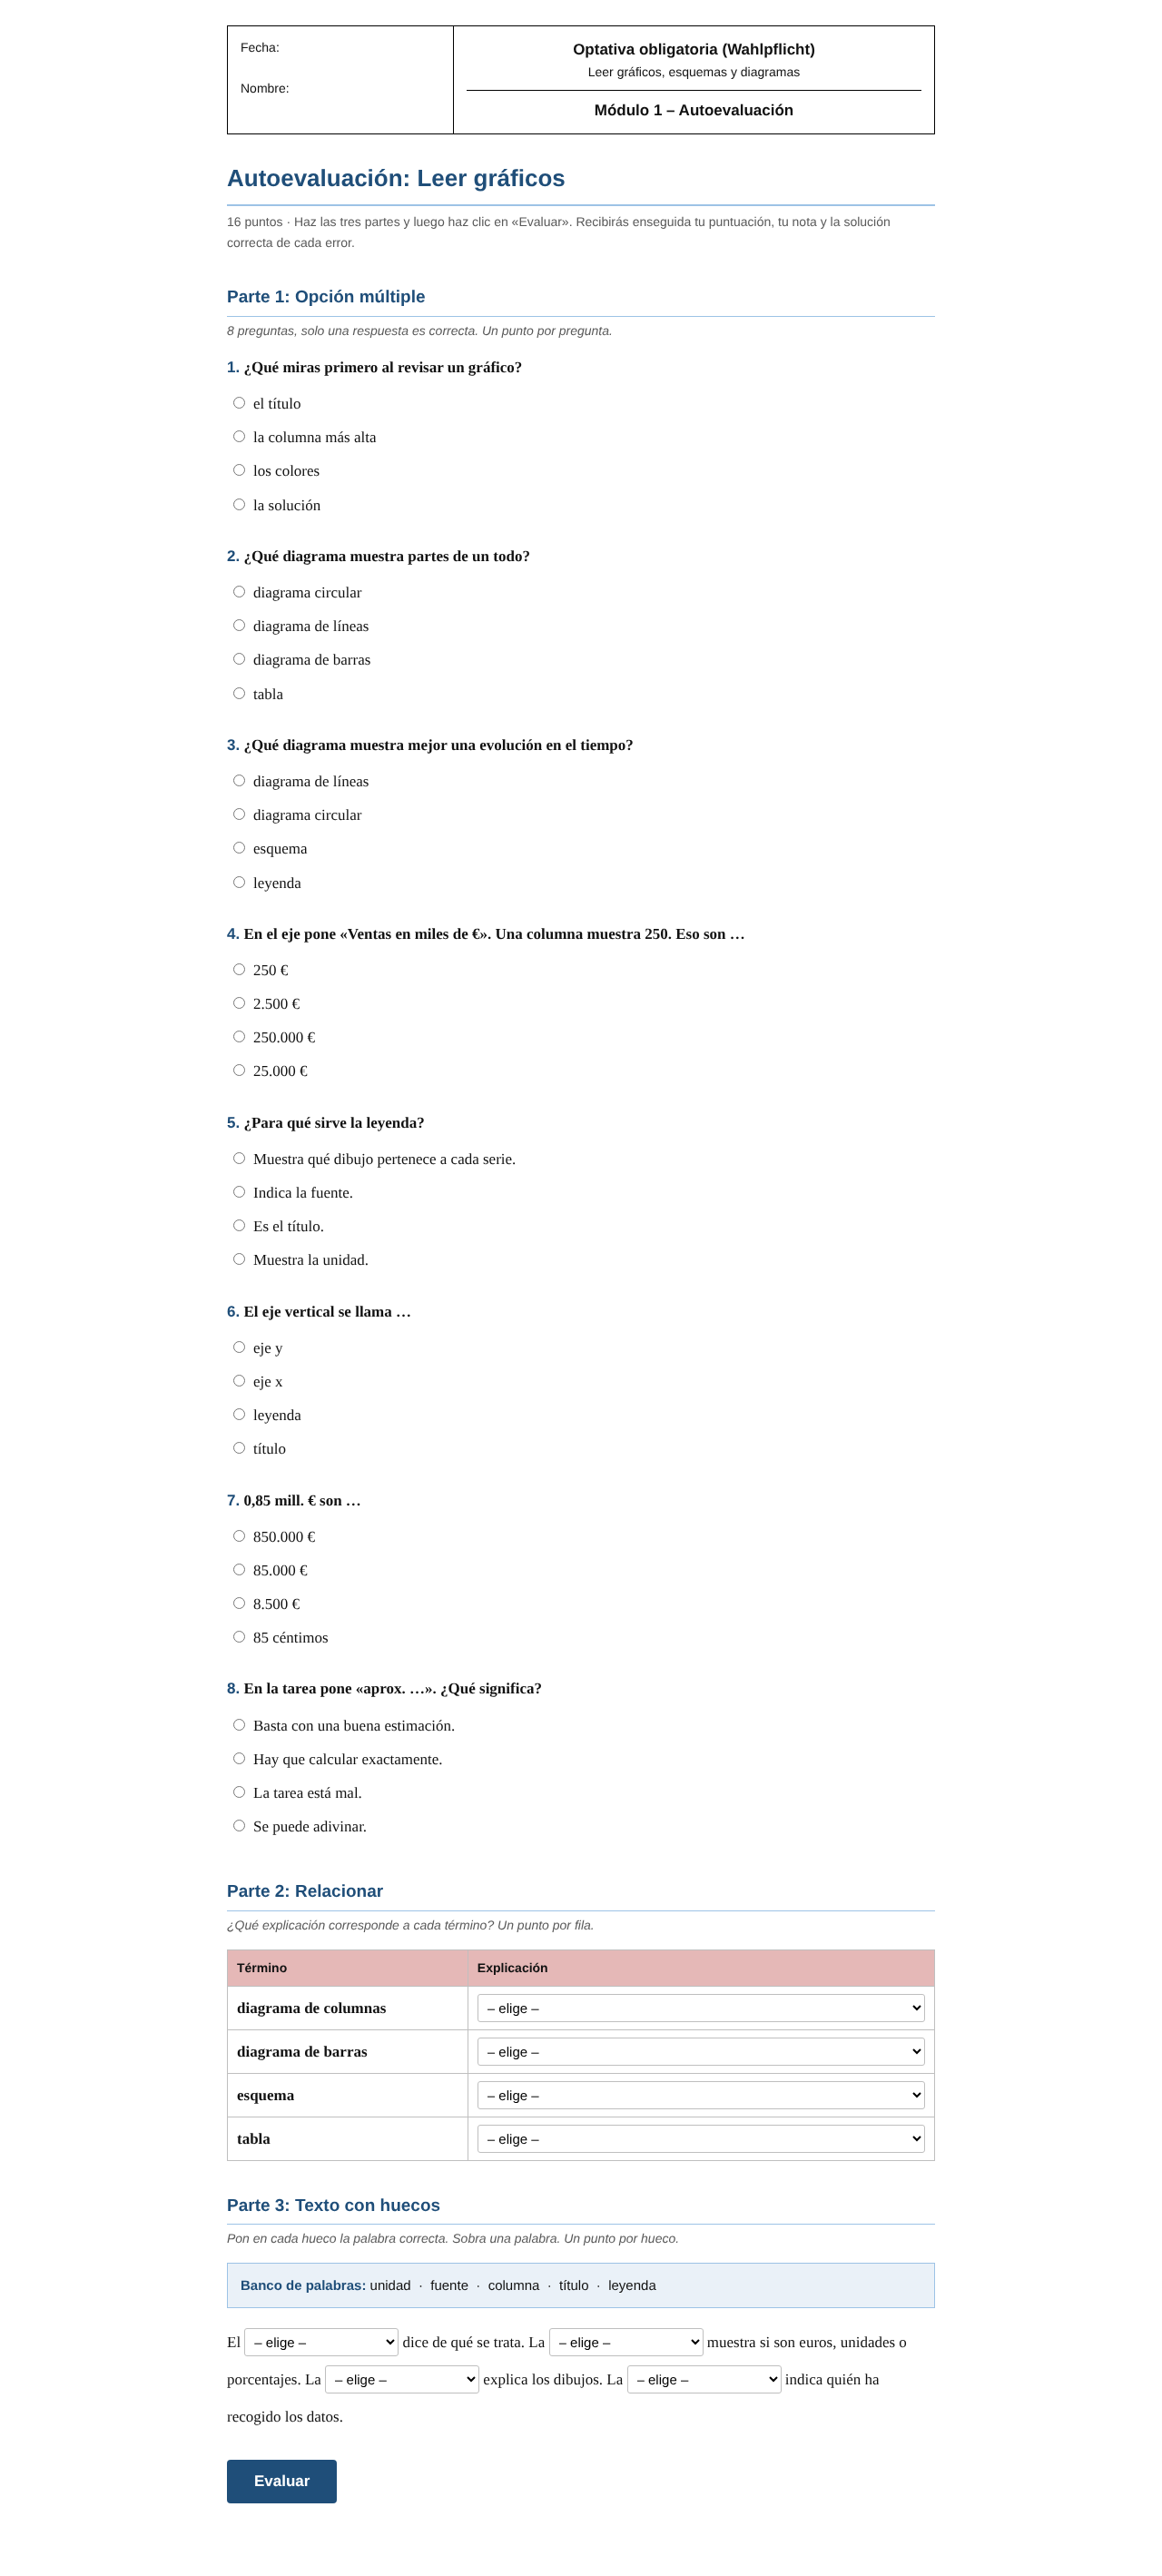 Fecha:
Nombre:
Optativa obligatoria (Wahlpflicht)
Leer gráficos, esquemas y diagramas
Módulo 1 – Autoevaluación
Autoevaluación: Leer gráficos
16 puntos · Haz las tres partes y luego haz clic en «Evaluar». Recibirás enseguida tu puntuación, tu nota y la solución
correcta de cada error.
Parte 1: Opción múltiple
8 preguntas, solo una respuesta es correcta. Un punto por pregunta.
1. ¿Qué miras primero al revisar un gráfico?
el título
la columna más alta
los colores
la solución
2. ¿Qué diagrama muestra partes de un todo?
diagrama circular
diagrama de líneas
diagrama de barras
tabla
3. ¿Qué diagrama muestra mejor una evolución en el tiempo?
diagrama de líneas
diagrama circular
esquema
leyenda
4. En el eje pone «Ventas en miles de €». Una columna muestra 250. Eso son …
250 €
2.500 €
250.000 €
25.000 €
5. ¿Para qué sirve la leyenda?
Muestra qué dibujo pertenece a cada serie.
Indica la fuente.
Es el título.
Muestra la unidad.
6. El eje vertical se llama …
eje y
eje x
leyenda
título
7. 0,85 mill. € son …
850.000 €
85.000 €
8.500 €
85 céntimos
8. En la tarea pone «aprox. …». ¿Qué significa?
Basta con una buena estimación.
Hay que calcular exactamente.
La tarea está mal.
Se puede adivinar.
Parte 2: Relacionar
¿Qué explicación corresponde a cada término? Un punto por fila.
Término Explicación
diagrama de columnas – elige –
diagrama de barras – elige –
esquema – elige –
tabla – elige –
Parte 3: Texto con huecos
Pon en cada hueco la palabra correcta. Sobra una palabra. Un punto por hueco.
Banco de palabras: unidad · fuente · columna · título · leyenda
El – elige – dice de qué se trata. La – elige – muestra si son euros, unidades o
porcentajes. La – elige – explica los dibujos. La – elige – indica quién ha
recogido los datos.
Evaluar